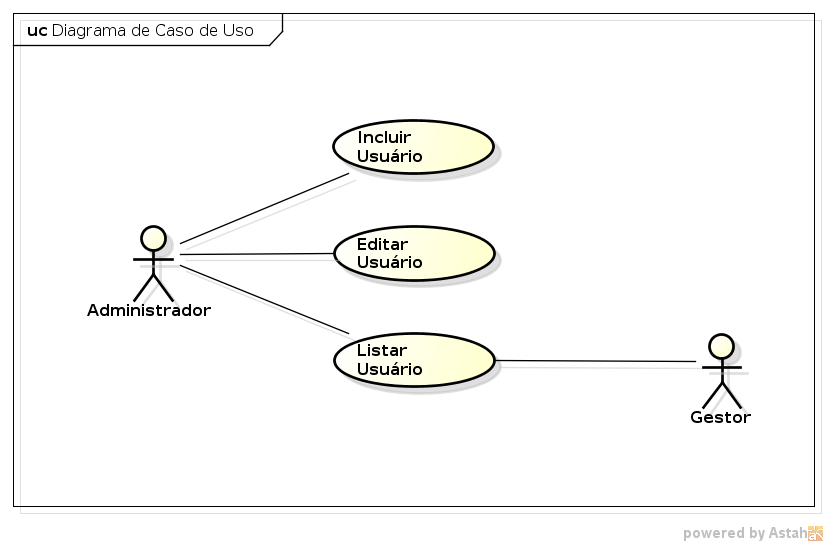 uc Diagrama de Caso de Uso
Incluir
Usuário
Editar
Usuário
Administrador
Listar
Usuário
Gestor
powered by Astah